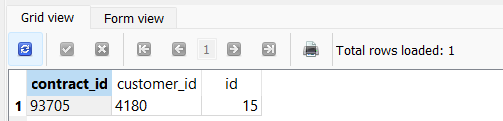 Grid view Form view
1 Total rows loaded: 1
contract_id customer_id id
1 93705 4180 15